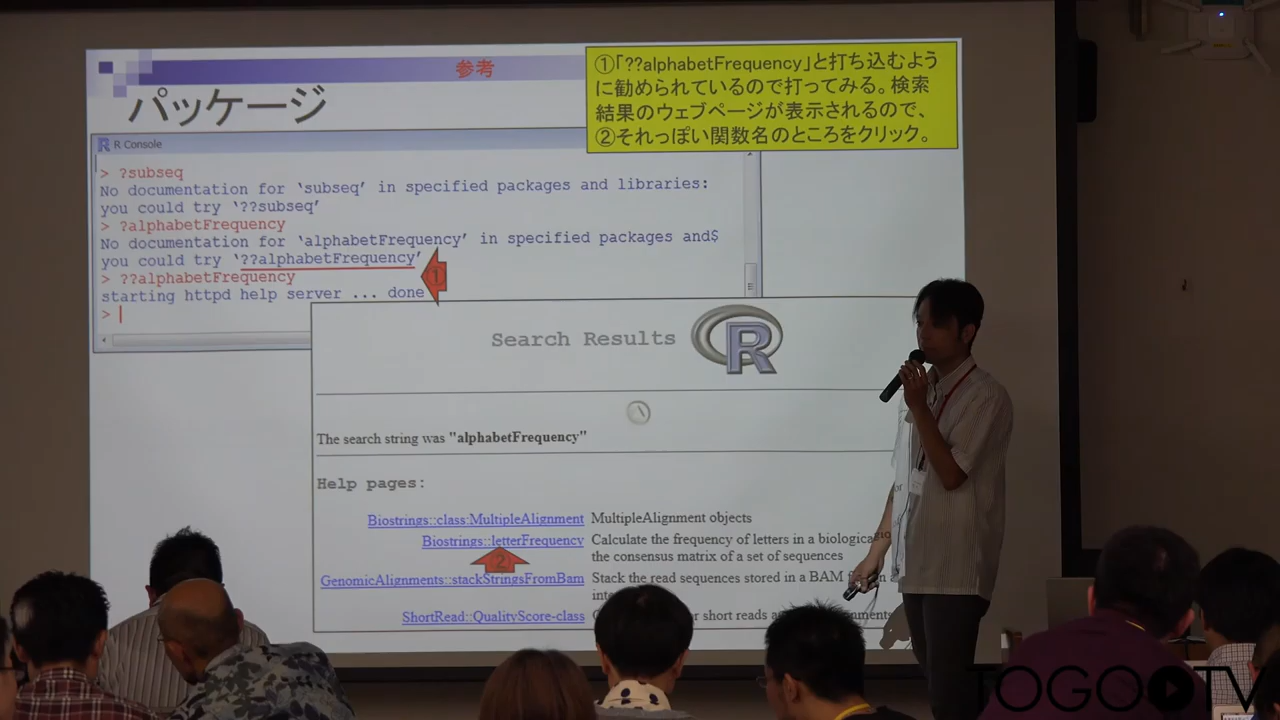 参考
パッケージ
①「??alphabetFrequency」と打ち込むよう
に勧められているので打ってみる。検索
結果のウェブページが表示されるので、
②それっぽい関数名のところをクリック。
R Console
> ?subseq
No documentation for ‘subseq’ in specified packages and libraries:
you could try ‘??subseq’
> ?alphabetFrequency
No documentation for ‘alphabetFrequency’ in specified packages and$
you could try ‘??alphabetFrequency’
> ??alphabetFrequency
starting httpd help server ... done
>
①
Search Results
R
The search string was "alphabetFrequency"
Help pages:
Biostrings::class:MultipleAlignment MultipleAlignment objects
Biostrings::letterFrequency Calculate the frequency of letters in a biological
the consensus matrix of a set of sequences
②
GenomicAlignments::stackStringsFromBam Stack the read sequences stored in a BAM
ShortRead::QualityScore-class short reads
TOGOTV